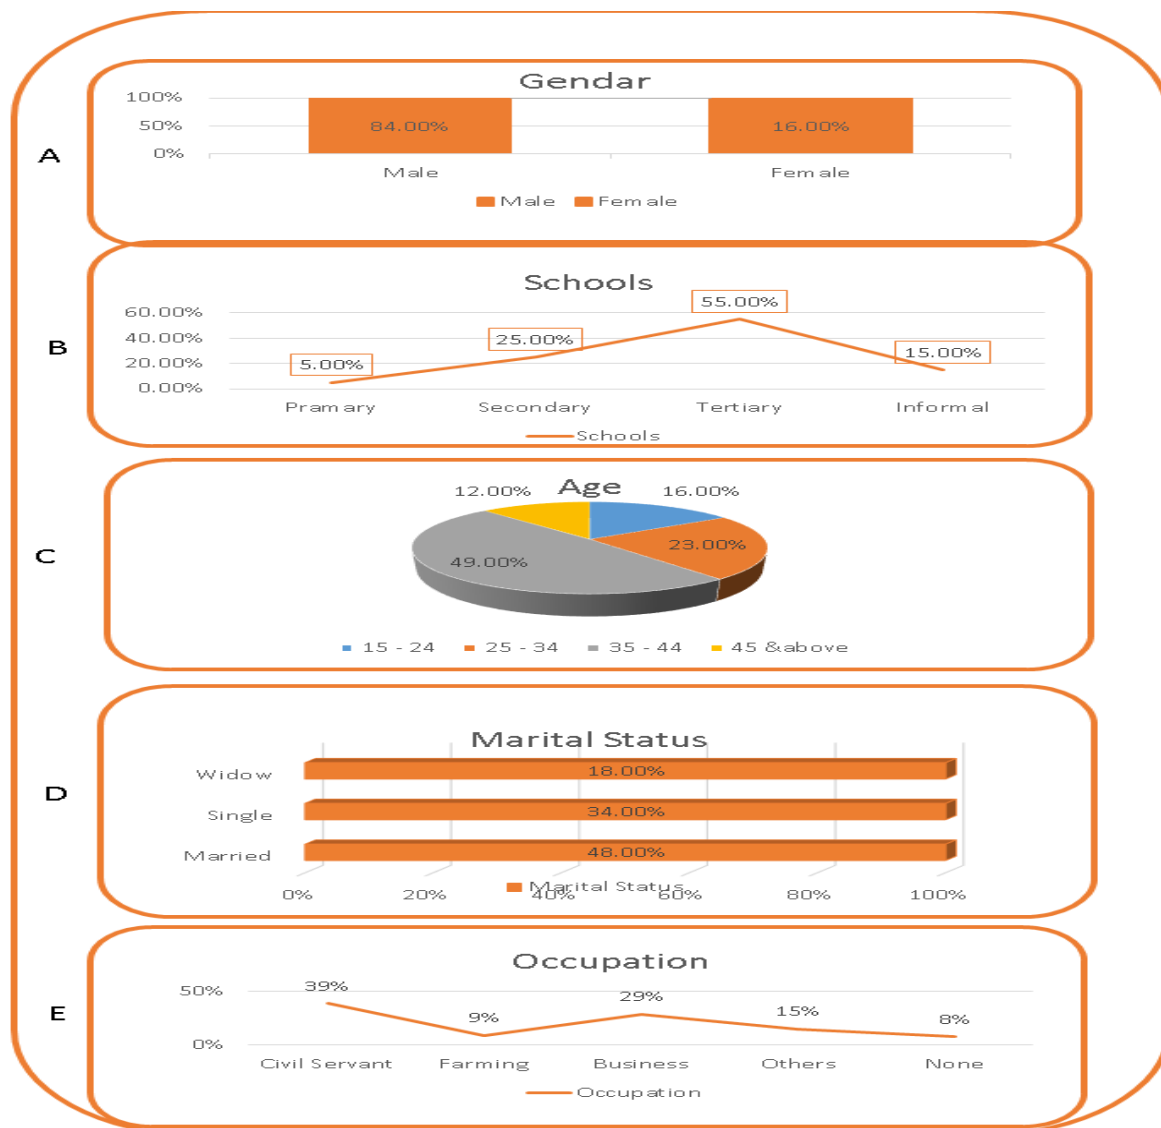 A
Gendar
100%
50%
0%
84.00%
16.00%
Male
Female
Male
Female
B
Schools
60.00%
40.00%
20.00%
0.00%
5.00%
25.00%
55.00%
15.00%
Pramary
Secondary
Tertiary
Informal
Schools
C
Age
12.00%
16.00%
23.00%
49.00%
15 - 24
25 - 34
35 - 44
45 &above
D
Marital Status
Widow
18.00%
Single
34.00%
Married
48.00%
Marital Status
0%
20%
40%
60%
80%
100%
E
Occupation
50%
0%
39%
9%
29%
15%
8%
Civil Servant
Farming
Business
Others
None
Occupation